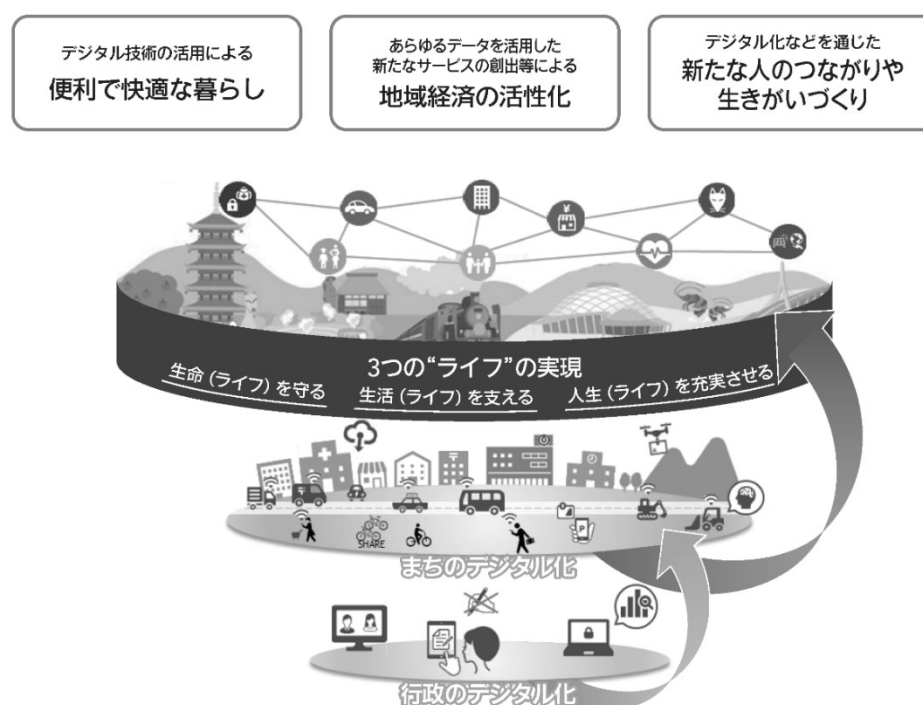 デジタル技術の活用による
便利で快適な暮らし
あらゆるデータを活用した
新たなサービスの創出等による
地域経済の活性化
デジタル化などを通じた
新たな人のつながりや
生きがいづくり
¥
3つの“ライフ”の実現
生命（ライフ）を守る
生活（ライフ）を支える
人生（ライフ）を充実させる
〒
〒
P
SHARE
まちのデジタル化
行政のデジタル化